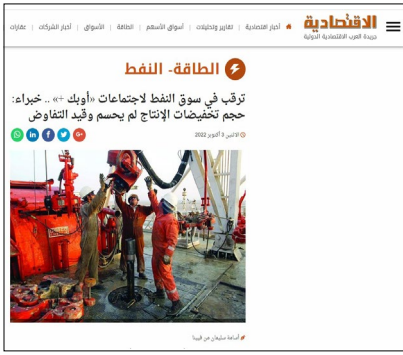 الاقتصادية
جريدة العرب الاقتصادية الدولية
أخبار اقتصادية | تقارير وتحليلات | أسواق الأسهم | الطاقة | الأسواق | أخبار الشركات | عقارات
الطاقة- النفط
ترقب في سوق النفط لاجتماعات «أوبك +» .. خبراء:
حجم تخفيضات الإنتاج لم يحسم وقيد التفاوض
الاثنين 3 أكتوبر 2022
أسامة سليمان من فيينا